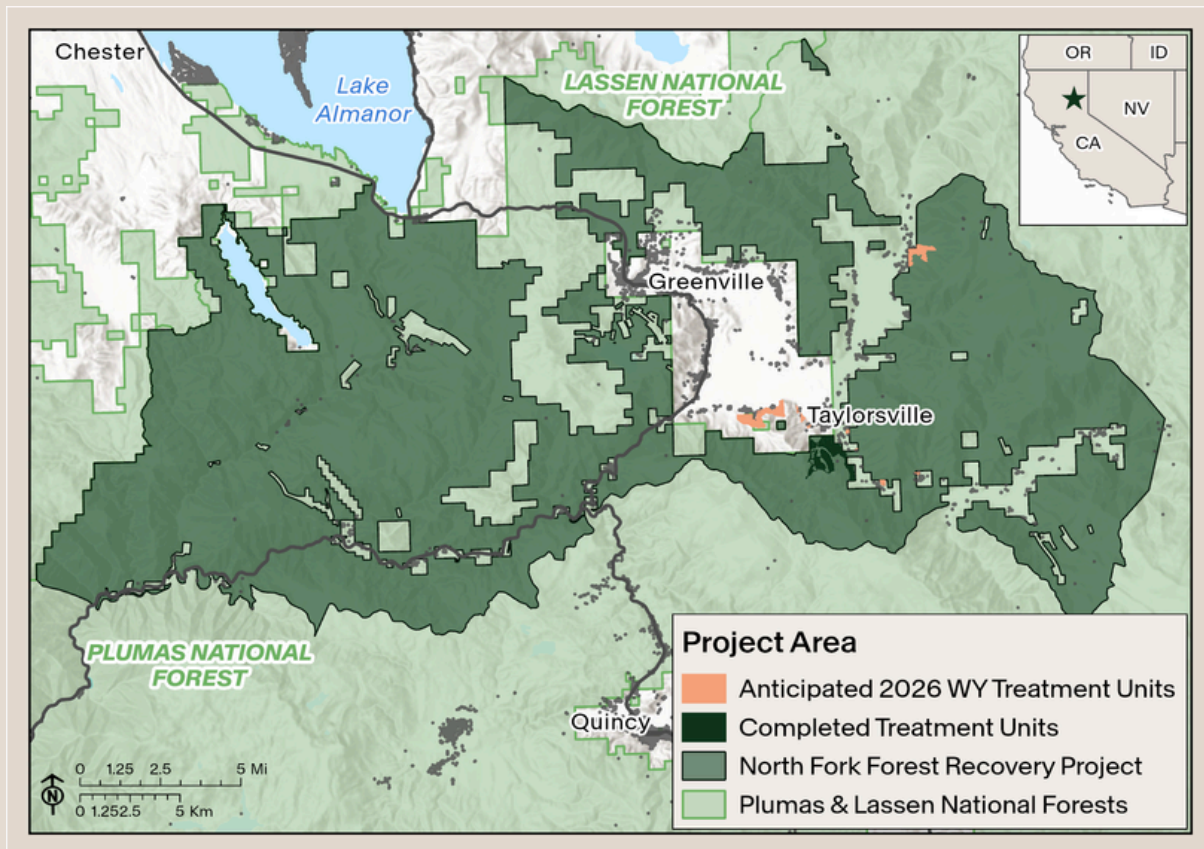 Chester
Lake
Almanor
LASSEN NATIONAL
FOREST
OR
ID
NV
CA
Greenville
Taylorsville
PLUMAS NATIONAL
FOREST
Quincy
0 1.25 2.5 5 Mi
0 1.252.5 5 Km
N
Project Area
Anticipated 2026 WY Treatment Units
Completed Treatment Units
North Fork Forest Recovery Project
Plumas & Lassen National Forests